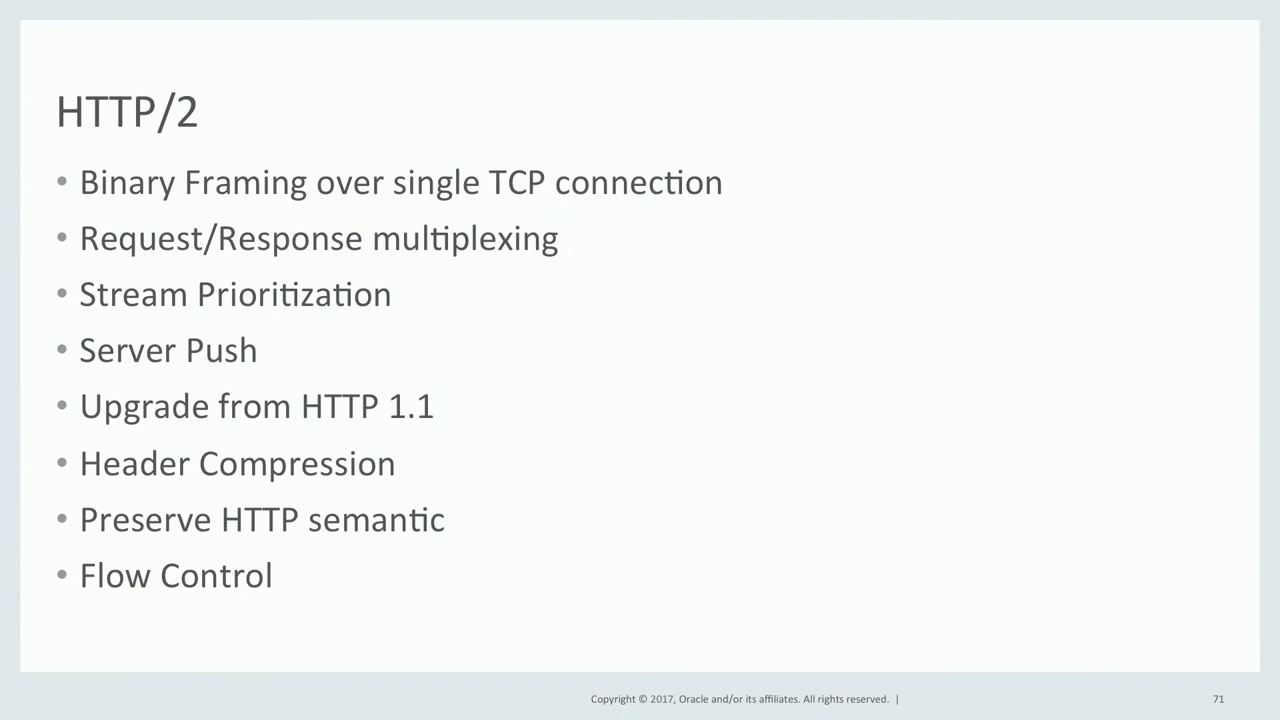 HTTP/2
• Binary Framing over single TCP connection
• Request/Response multiplexing
• Stream Prioritization
• Server Push
• Upgrade from HTTP 1.1
• Header Compression
• Preserve HTTP semantic
• Flow Control
Copyright © 2017, Oracle and/or its affiliates. All rights reserved. |
71